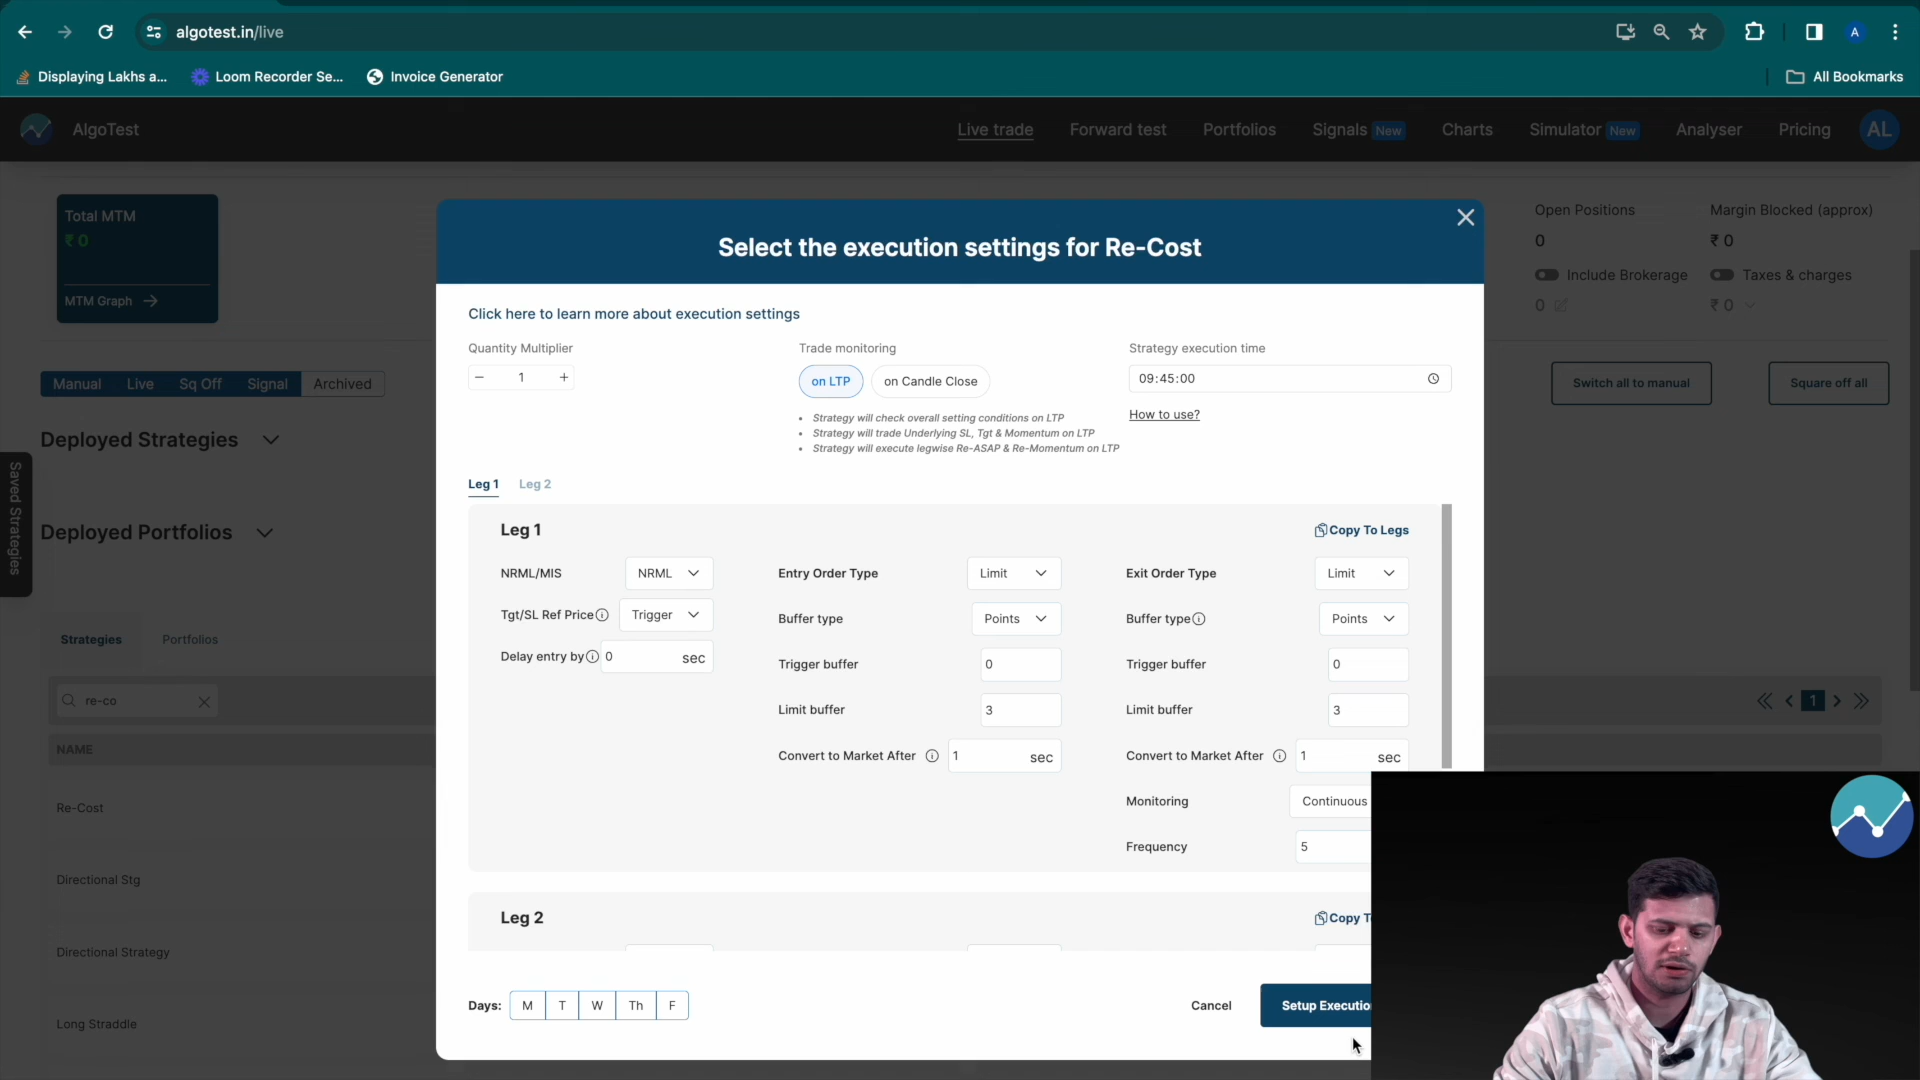 algotest.in/live
Displaying Lakhs a...
Loom Recorder Se...
Invoice Generator
All Bookmarks
A
AlgoTest
Live trade
Forward test
Portfolios
Signals New
Charts
Simulator New
Analyser
Pricing
AL
Total MTM
₹ 0
MTM Graph
Open Positions
0
Margin Blocked (approx)
₹ 0
Include Brokerage
Taxes & charges
0
₹ 0
Manual
Live
Sq Off
Signal
Archived
Switch all to manual
Square off all
Deployed Strategies
Deployed Portfolios
Saved Strategies
Strategies
Portfolios
re-co
1
NAME
Re-Cost
Directional Stg
Directional Strategy
Long Straddle
Select the execution settings for Re-Cost
Click here to learn more about execution settings
Quantity Multiplier
− 1 +
Trade monitoring
on LTP
on Candle Close
• Strategy will check overall setting conditions on LTP
• Strategy will trade Underlying SL, Tgt & Momentum on LTP
• Strategy will execute legwise Re-ASAP & Re-Momentum on LTP
Strategy execution time
09:45:00
How to use?
Leg 1
Leg 2
Leg 1
Copy To Legs
NRML/MIS
NRML
Tgt/SL Ref Price
Trigger
Delay entry by
0 sec
Entry Order Type
Limit
Buffer type
Points
Trigger buffer
0
Limit buffer
3
Convert to Market After
1 sec
Exit Order Type
Limit
Buffer type
Points
Trigger buffer
0
Limit buffer
3
Convert to Market After
1 sec
Monitoring
Continuous
Frequency
5
Leg 2
Copy T
Days:
M
T
W
Th
F
Cancel
Setup Executio